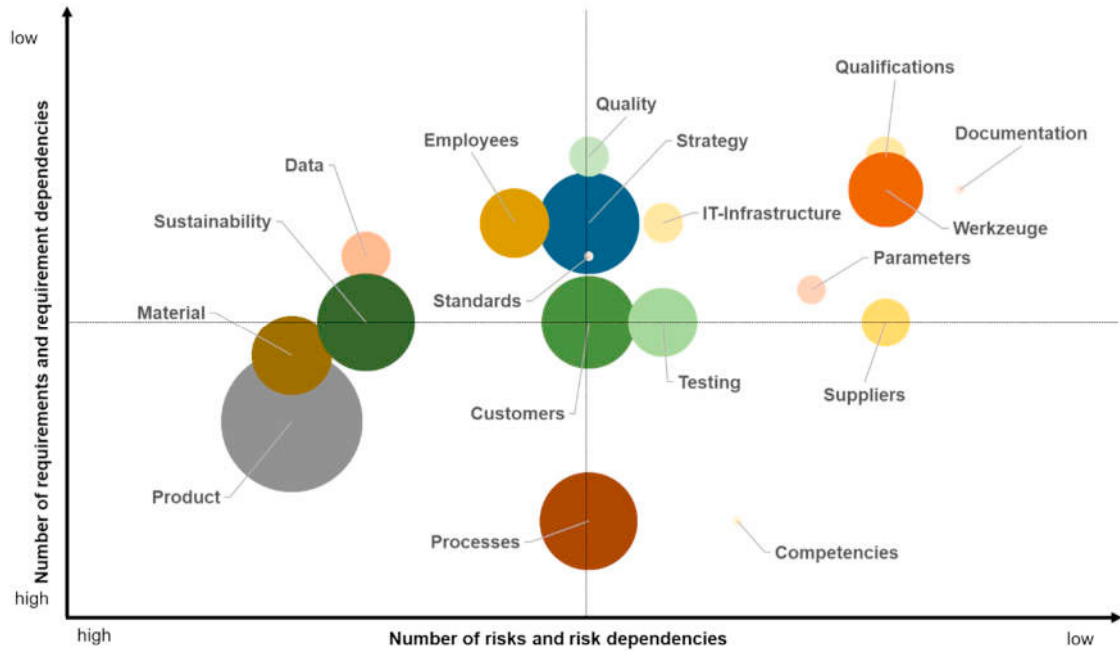 low
Qualifications
Quality
Documentation
Employees
Strategy
Data
Sustainability
IT-Infrastructure
Werkzeuge
Parameters
Standards
Material
Testing
Suppliers
Customers
Product
Processes
Competencies
Number of requirements and requirement dependencies
high
high
Number of risks and risk dependencies
low